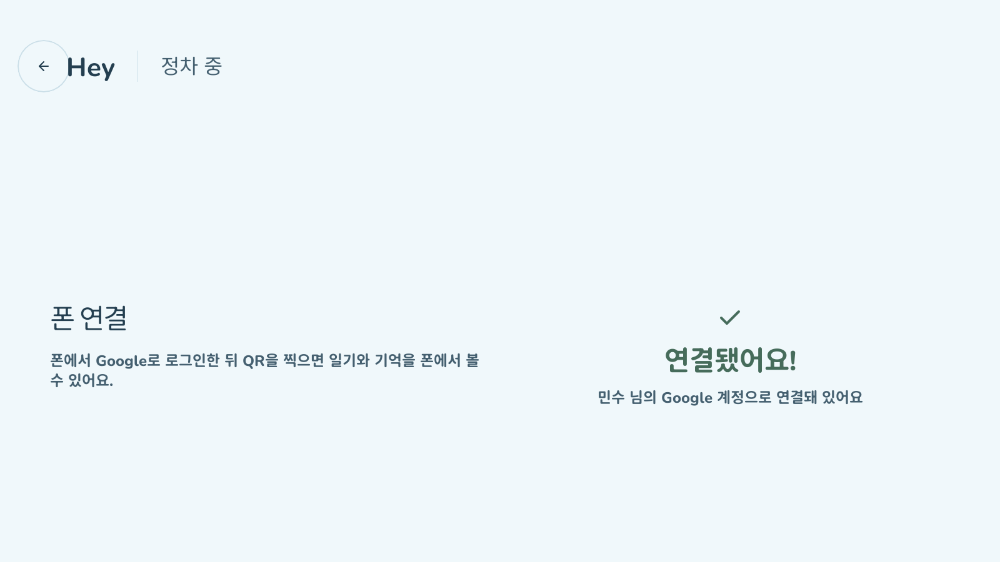 Hey
정차 중
폰 연결
폰에서 Google로 로그인한 뒤 QR을 찍으면 일기와 기억을 폰에서 볼
수 있어요.
연결됐어요!
민수 님의 Google 계정으로 연결돼 있어요